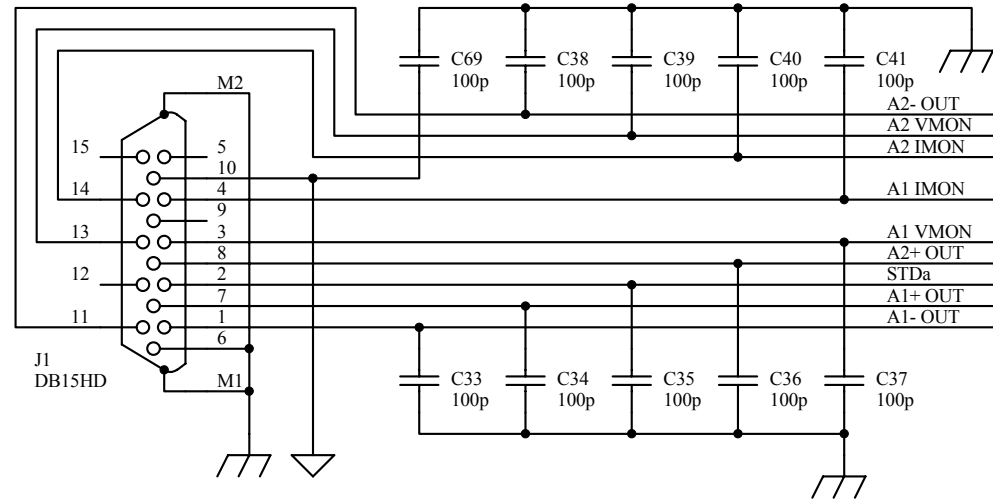 C69
100p
C38
100p
C39
100p
C40
100p
C41
100p
M2
A2- OUT
A2 VMON
A2 IMON
A1 IMON
A1 VMON
A2+ OUT
STDa
A1+ OUT
A1- OUT
15
14
13
12
11
5
10
4
9
3
8
2
7
1
6
M1
J1
DB15HD
C33
100p
C34
100p
C35
100p
C36
100p
C37
100p